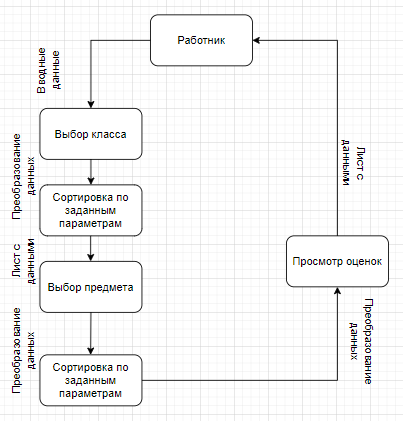 Работник
Вводные
данные
Выбор класса
Преобразование
данных
Сортировка по
заданным
параметрам
Лист с
данными
Выбор предмета
Преобразование
данных
Сортировка по
заданным
параметрам
Преобразование
данных
Просмотр оценок
Лист с
данными